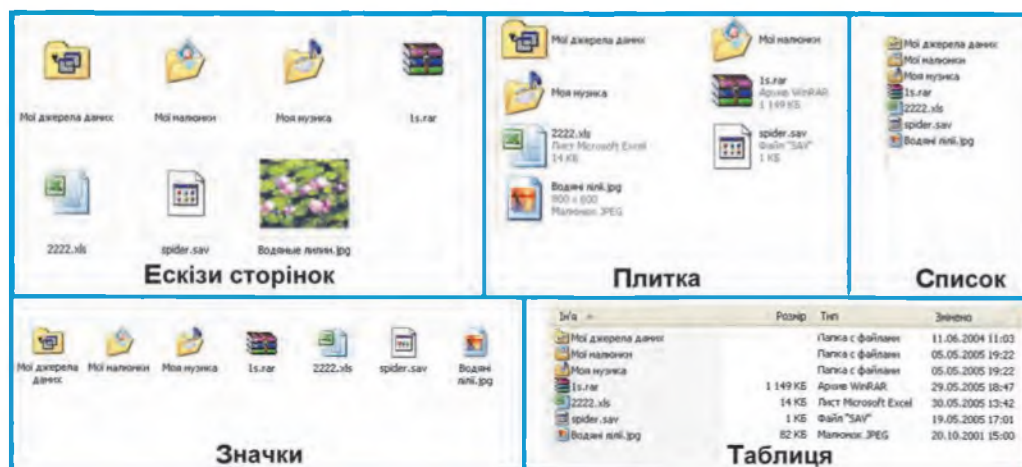 Мої джерела даних
Мої малюнки
Моя музика
1s.rar
2222.xls
spider.sav
Водяные лилии.jpg
Ескізи сторінок
Мої джерела даних
Мої малюнки
Моя музика
1s.rar
Архив WinRAR
1 149 КБ
2222.xls
Лист Microsoft Excel
14 КБ
spider.sav
Файл "SAV"
1 КБ
Водяні лілії.jpg
800 x 600
Малюнок JPEG
Плитка
Мої джерела даних
Мої малюнки
Моя музика
1s.rar
2222.xls
spider.sav
Водяні лілії.jpg
Список
Мої джерела
даних
Мої малюнки
Моя музика
1s.rar
2222.xls
spider.sav
Водяні
лілії.jpg
Значки
Ім'я Розмір Тип Змінено
Мої джерела даних Папка с файлами 11.06.2004 11:03
Мої малюнки Папка с файлами 05.05.2005 19:22
Моя музика Папка с файлами 05.05.2005 19:22
1s.rar 1 149 КБ Архив WinRAR 29.05.2005 18:47
2222.xls 14 КБ Лист Microsoft Excel 30.05.2005 13:42
spider.sav 1 КБ Файл "SAV" 19.05.2005 17:01
Водяні лілії.jpg 82 КБ Малюнок JPEG 20.10.2001 15:00
Таблиця